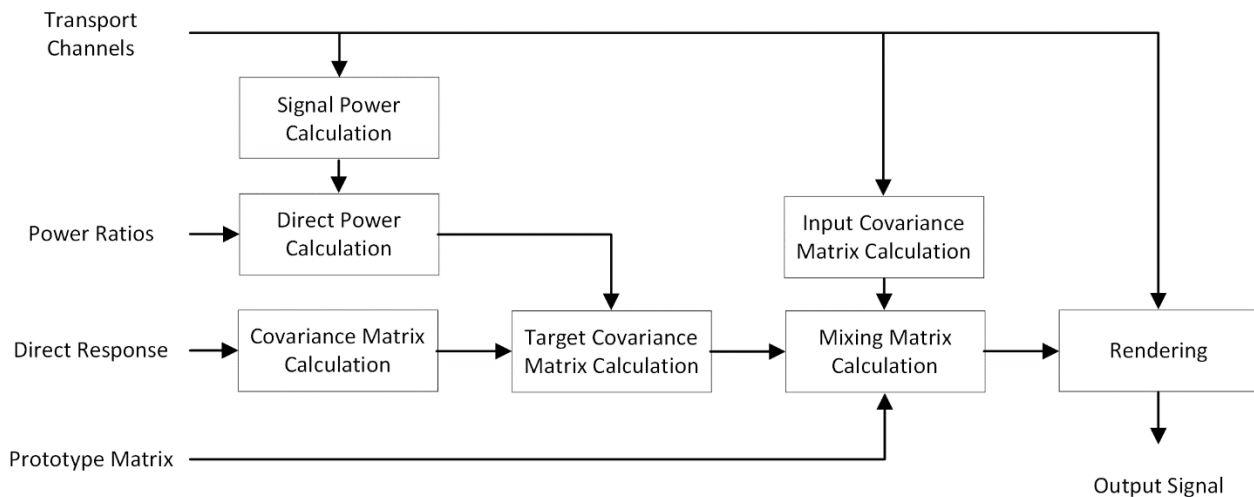 Transport
Channels
Signal Power
Calculation
Power Ratios
Direct Power
Calculation
Input Covariance
Matrix Calculation
Direct Response
Covariance Matrix
Calculation
Target Covariance
Matrix Calculation
Mixing Matrix
Calculation
Rendering
Prototype Matrix
Output Signal